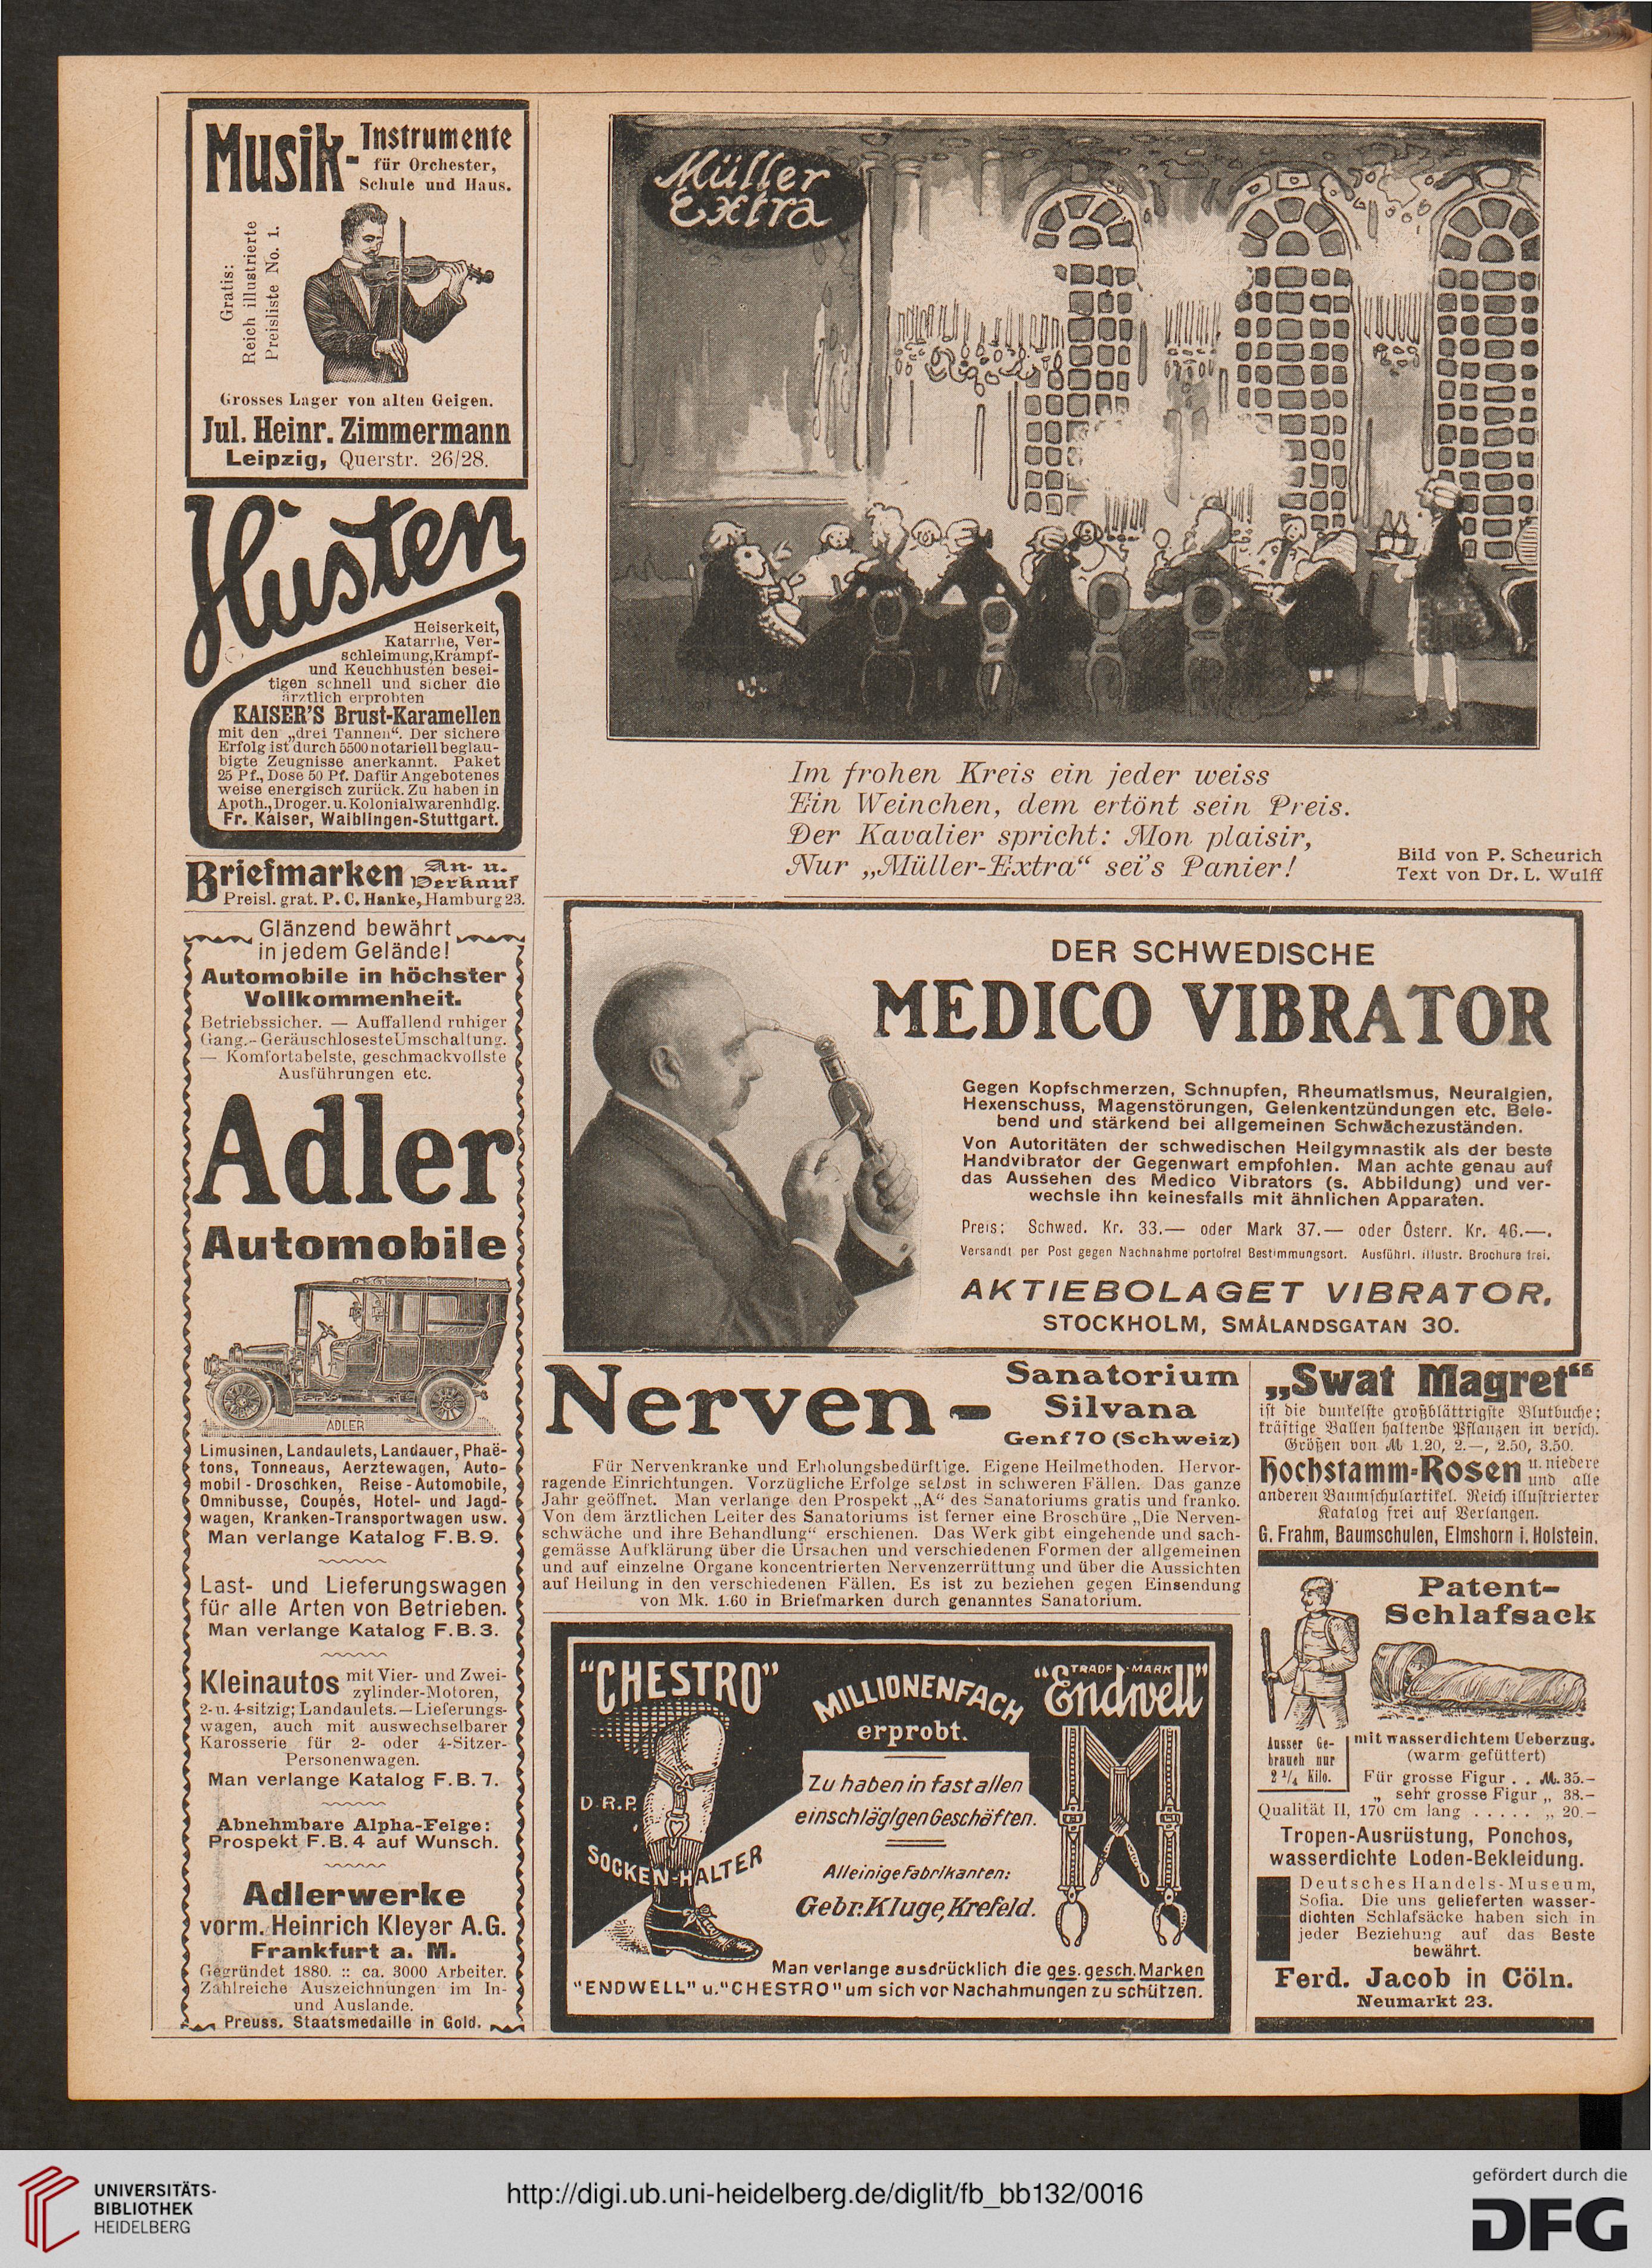 Musik-
Instrumente
für Orchester,
Schule und Haus.
Gratis:
Reich illustrierte
Preisliste No. 1.
Grosses Lager von alten Geigen.
Jul. Heinr. Zimmermann
Leipzig, Querstr. 26/28.
Husten
Heiserkeit,
Katarrhe, Ver-
schleimung, Krampf-
und Keuchhusten besei-
tigen schnell und sicher die
ärztlich erprobten
KAISER'S Brust-Karamellen
mit den „drei Tannen“. Der sichere
Erfolg ist durch 5500 notariell beglau-
bigte Zeugnisse anerkannt. Paket
25 Pf., Dose 50 Pf. Dafür Angebotenes
weise energisch zurück. Zu haben in
Apoth., Droger. u. Kolonialwarenhdlg.
Fr. Kaiser, Waiblingen-Stuttgart.
Briefmarken An- u.
Verkauf
Preisl. grat. P. C. Hanke, Hamburg 23.
Glänzend bewährt
in jedem Gelände!
Automobile in höchster
Vollkommenheit.
Betriebssicher. — Auffallend ruhiger
Gang. - Geräuschloseste Umschaltung.
— Komfortabelste, geschmackvollste
Ausführungen etc.
Adler
Automobile
ADLER
Limusinen, Landaulets, Landauer, Phaë-
tons, Tonneaus, Aerztewagen, Auto-
mobil-Droschken, Reise-Automobile,
Omnibusse, Coupés, Hotel- und Jagd-
wagen, Kranken-Transportwagen usw.
Man verlange Katalog F. B. 9.
Last- und Lieferungswagen
für alle Arten von Betrieben.
Man verlange Katalog F. B. 3.
Kleinautos mit Vier- und Zwei-
zylinder-Motoren,
2- u. 4-sitzig; Landaulets. — Lieferungs-
wagen, auch mit auswechselbarer
Karosserie für 2- oder 4-Sitzer-
Personenwagen.
Man verlange Katalog F. B. 7.
Abnehmbare Alpha-Felge:
Prospekt F. B. 4 auf Wunsch.
Adlerwerke
vorm. Heinrich Kleyer A.G.
Frankfurt a. M.
Gegründet 1880. :: ca. 3000 Arbeiter.
Zahlreiche Auszeichnungen im In-
und Auslande.
Preuss. Staatsmedaille in Gold.
Müller
Extra
Im frohen Kreis ein jeder weiss
Ein Weinchen, dem ertönt sein Preis.
Der Kavalier spricht: Mon plaisir,
Nur „Müller-Extra“ sei's Panier!
Bild von P. Scheurich
Text von Dr. L. Wulff
DER SCHWEDISCHE
MEDICO VIBRATOR
Gegen Kopfschmerzen, Schnupfen, Rheumatismus, Neuralgien,
Hexenschuss, Magenstörungen, Gelenkentzündungen etc. Bele-
bend und stärkend bei allgemeinen Schwächezuständen.
Von Autoritäten der schwedischen Heilgymnastik als der beste
Handvibrator der Gegenwart empfohlen. Man achte genau auf
das Aussehen des Medico Vibrators (s. Abbildung) und ver-
wechsle ihn keinesfalls mit ähnlichen Apparaten.
Preis: Schwed. Kr. 33.— oder Mark 37.— oder Österr. Kr. 46.—.
Versandt per Post gegen Nachnahme portofrei Bestimmungsort. Ausführl. illustr. Brochure frei.
AKTIEBOLAGET VIBRATOR,
STOCKHOLM, SMÅLANDSGATAN 30.
Nerven-
Sanatorium
Silvana
Genf 70 (Schweiz)
Für Nervenkranke und Erholungsbedürftige. Eigene Heilmethoden. Hervor-
ragende Einrichtungen. Vorzügliche Erfolge selbst in schweren Fällen. Das ganze
Jahr geöffnet. Man verlange den Prospekt „A“ des Sanatoriums gratis und franko.
Von dem ärztlichen Leiter des Sanatoriums ist ferner eine Broschüre „Die Nerven-
schwäche und ihre Behandlung“ erschienen. Das Werk gibt eingehende und sach-
gemässe Aufklärung über die Ursachen und verschiedenen Formen der allgemeinen
und auf einzelne Organe koncentrierten Nervenzerrüttung und über die Aussichten
auf Heilung in den verschiedenen Fällen. Es ist zu beziehen gegen Einsendung
von Mk. 1.60 in Briefmarken durch genanntes Sanatorium.
"CHESTRO"
MILLIONENFACH
erprobt.
TRADE MARK
"Endwell"
Zu haben in fast allen
einschlägigen Geschäften.
D.R.P.
SOCKEN-HALTER
Alleinige Fabrikanten:
Gebr. Kluge, Krefeld.
Man verlange ausdrücklich die ges. gesch. Marken
"ENDWELL" u. "CHESTRO" um sich vor Nachahmungen zu schützen.
„Swat Magret“
ist die dunkelste großblättrigste Blutbuche;
kräftige Ballen haltende Pflanzen in versch.
Größen von M 1.20, 2.—, 2.50, 3.50.
Hochstamm-Rosen u. niedere
und alle
anderen Baumschulartikel. Reich illustrierter
Katalog frei auf Verlangen.
G. Frahm, Baumschulen, Elmshorn i. Holstein.
Patent-
Schlafsack
Ausser Ge-
brauch nur
2 1/4 Kilo.
mit wasserdichtem Ueberzug.
(warm gefüttert)
Für grosse Figur . . M. 35.–
„ sehr grosse Figur „ 38.–
Qualität II, 170 cm lang . . . . . „ 20.–
Tropen-Ausrüstung, Ponchos,
wasserdichte Loden-Bekleidung.
Deutsches Handels-Museum,
Sofia. Die uns gelieferten wasser-
dichten Schlafsäcke haben sich in
jeder Beziehung auf das Beste
bewährt.
Ferd. Jacob in Cöln.
Neumarkt 23.
UNIVERSITÄTS-
BIBLIOTHEK
HEIDELBERG
http://digi.ub.uni-heidelberg.de/diglit/fb_bb132/0016
gefördert durch die
DFG